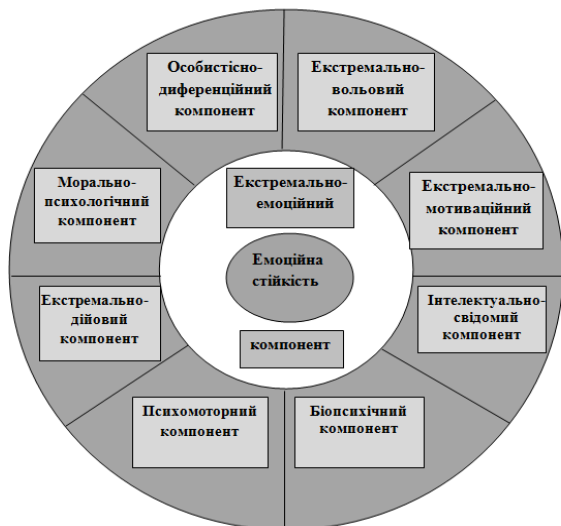 Особистісно-
диференційний
компонент
Екстремально-
вольовий
компонент
Морально-
психологічний
компонент
Екстремально-
емоційний
Екстремально-
мотиваційний
компонент
Емоційна
стійкість
Екстремально-
дійовий
компонент
Інтелектуально-
свідомий
компонент
компонент
Психомоторний
компонент
Біопсихічний
компонент